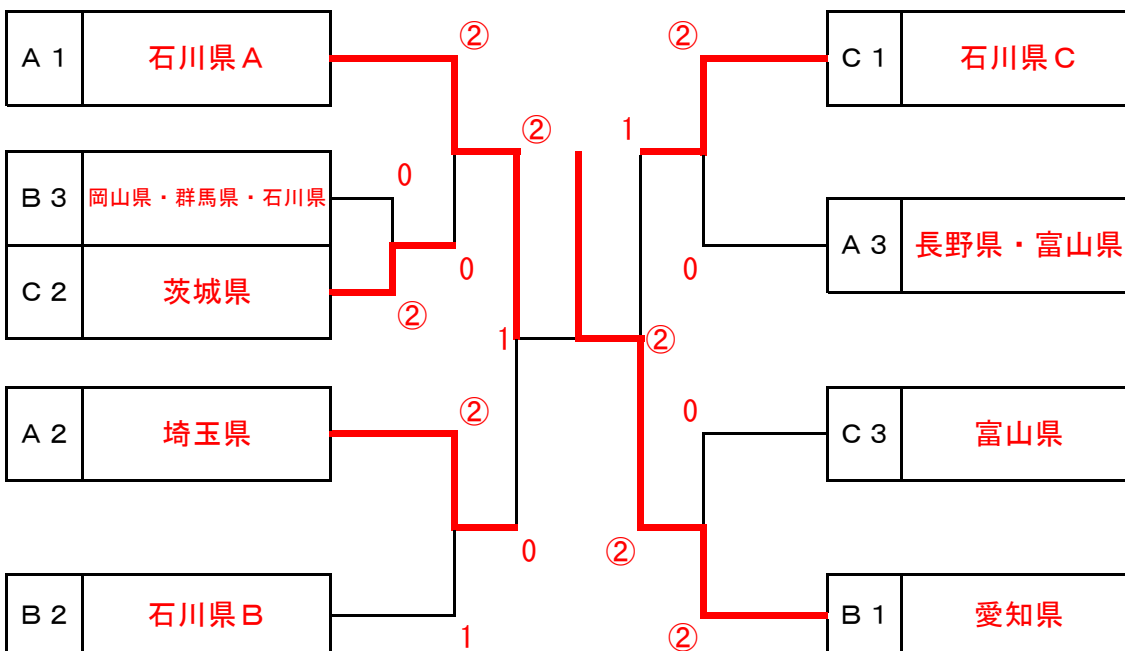 A1 石川県A ② ② C1 石川県C
② 1
B3 岡山県・群馬県・石川県 0
C2 茨城県 ② 0 0 A3 長野県・富山県
1 ②
A2 埼玉県 ② 0 C3 富山県
0 ②
B2 石川県B 1 ② B1 愛知県